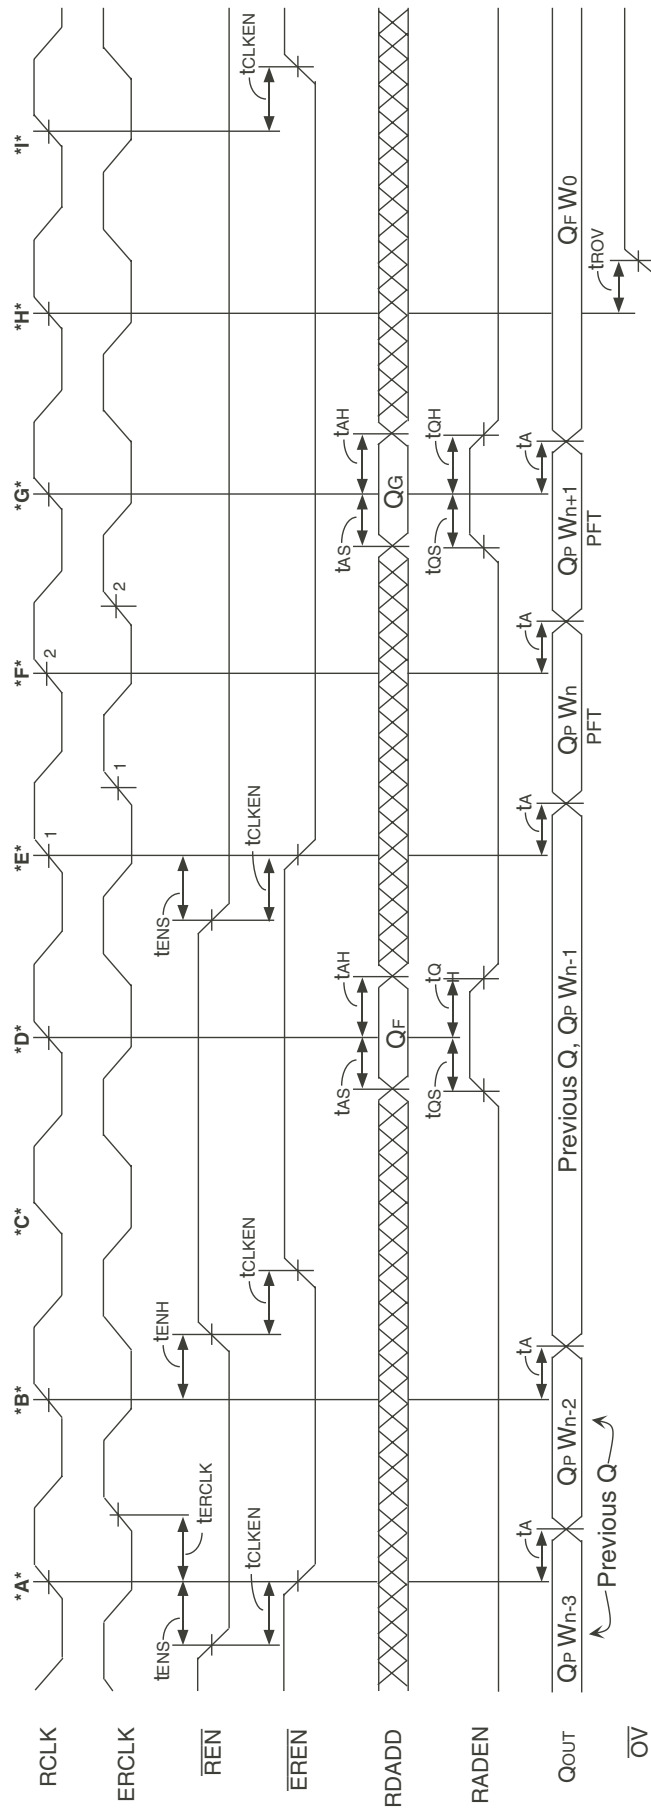 *A* *B* *C* *D* *E* *F* *G* *H* *I*
RCLK 1 2
ERCLK 1 2
tERCLK
REN
tENS tENH tENS
EREN
tCLKEN tCLKEN tCLKEN tCLKEN
RDADD
tAS tAH tAS tAH
QF QG
RADEN
tQS tQ
H
tQS tQH
QOUT
tA tA tA tA tA
QP Wn-3 QP Wn-2 Previous Q, QP Wn-1 QP Wn QP Wn+1 QF W0
PFT PFT
Previous Q
OV
tROV